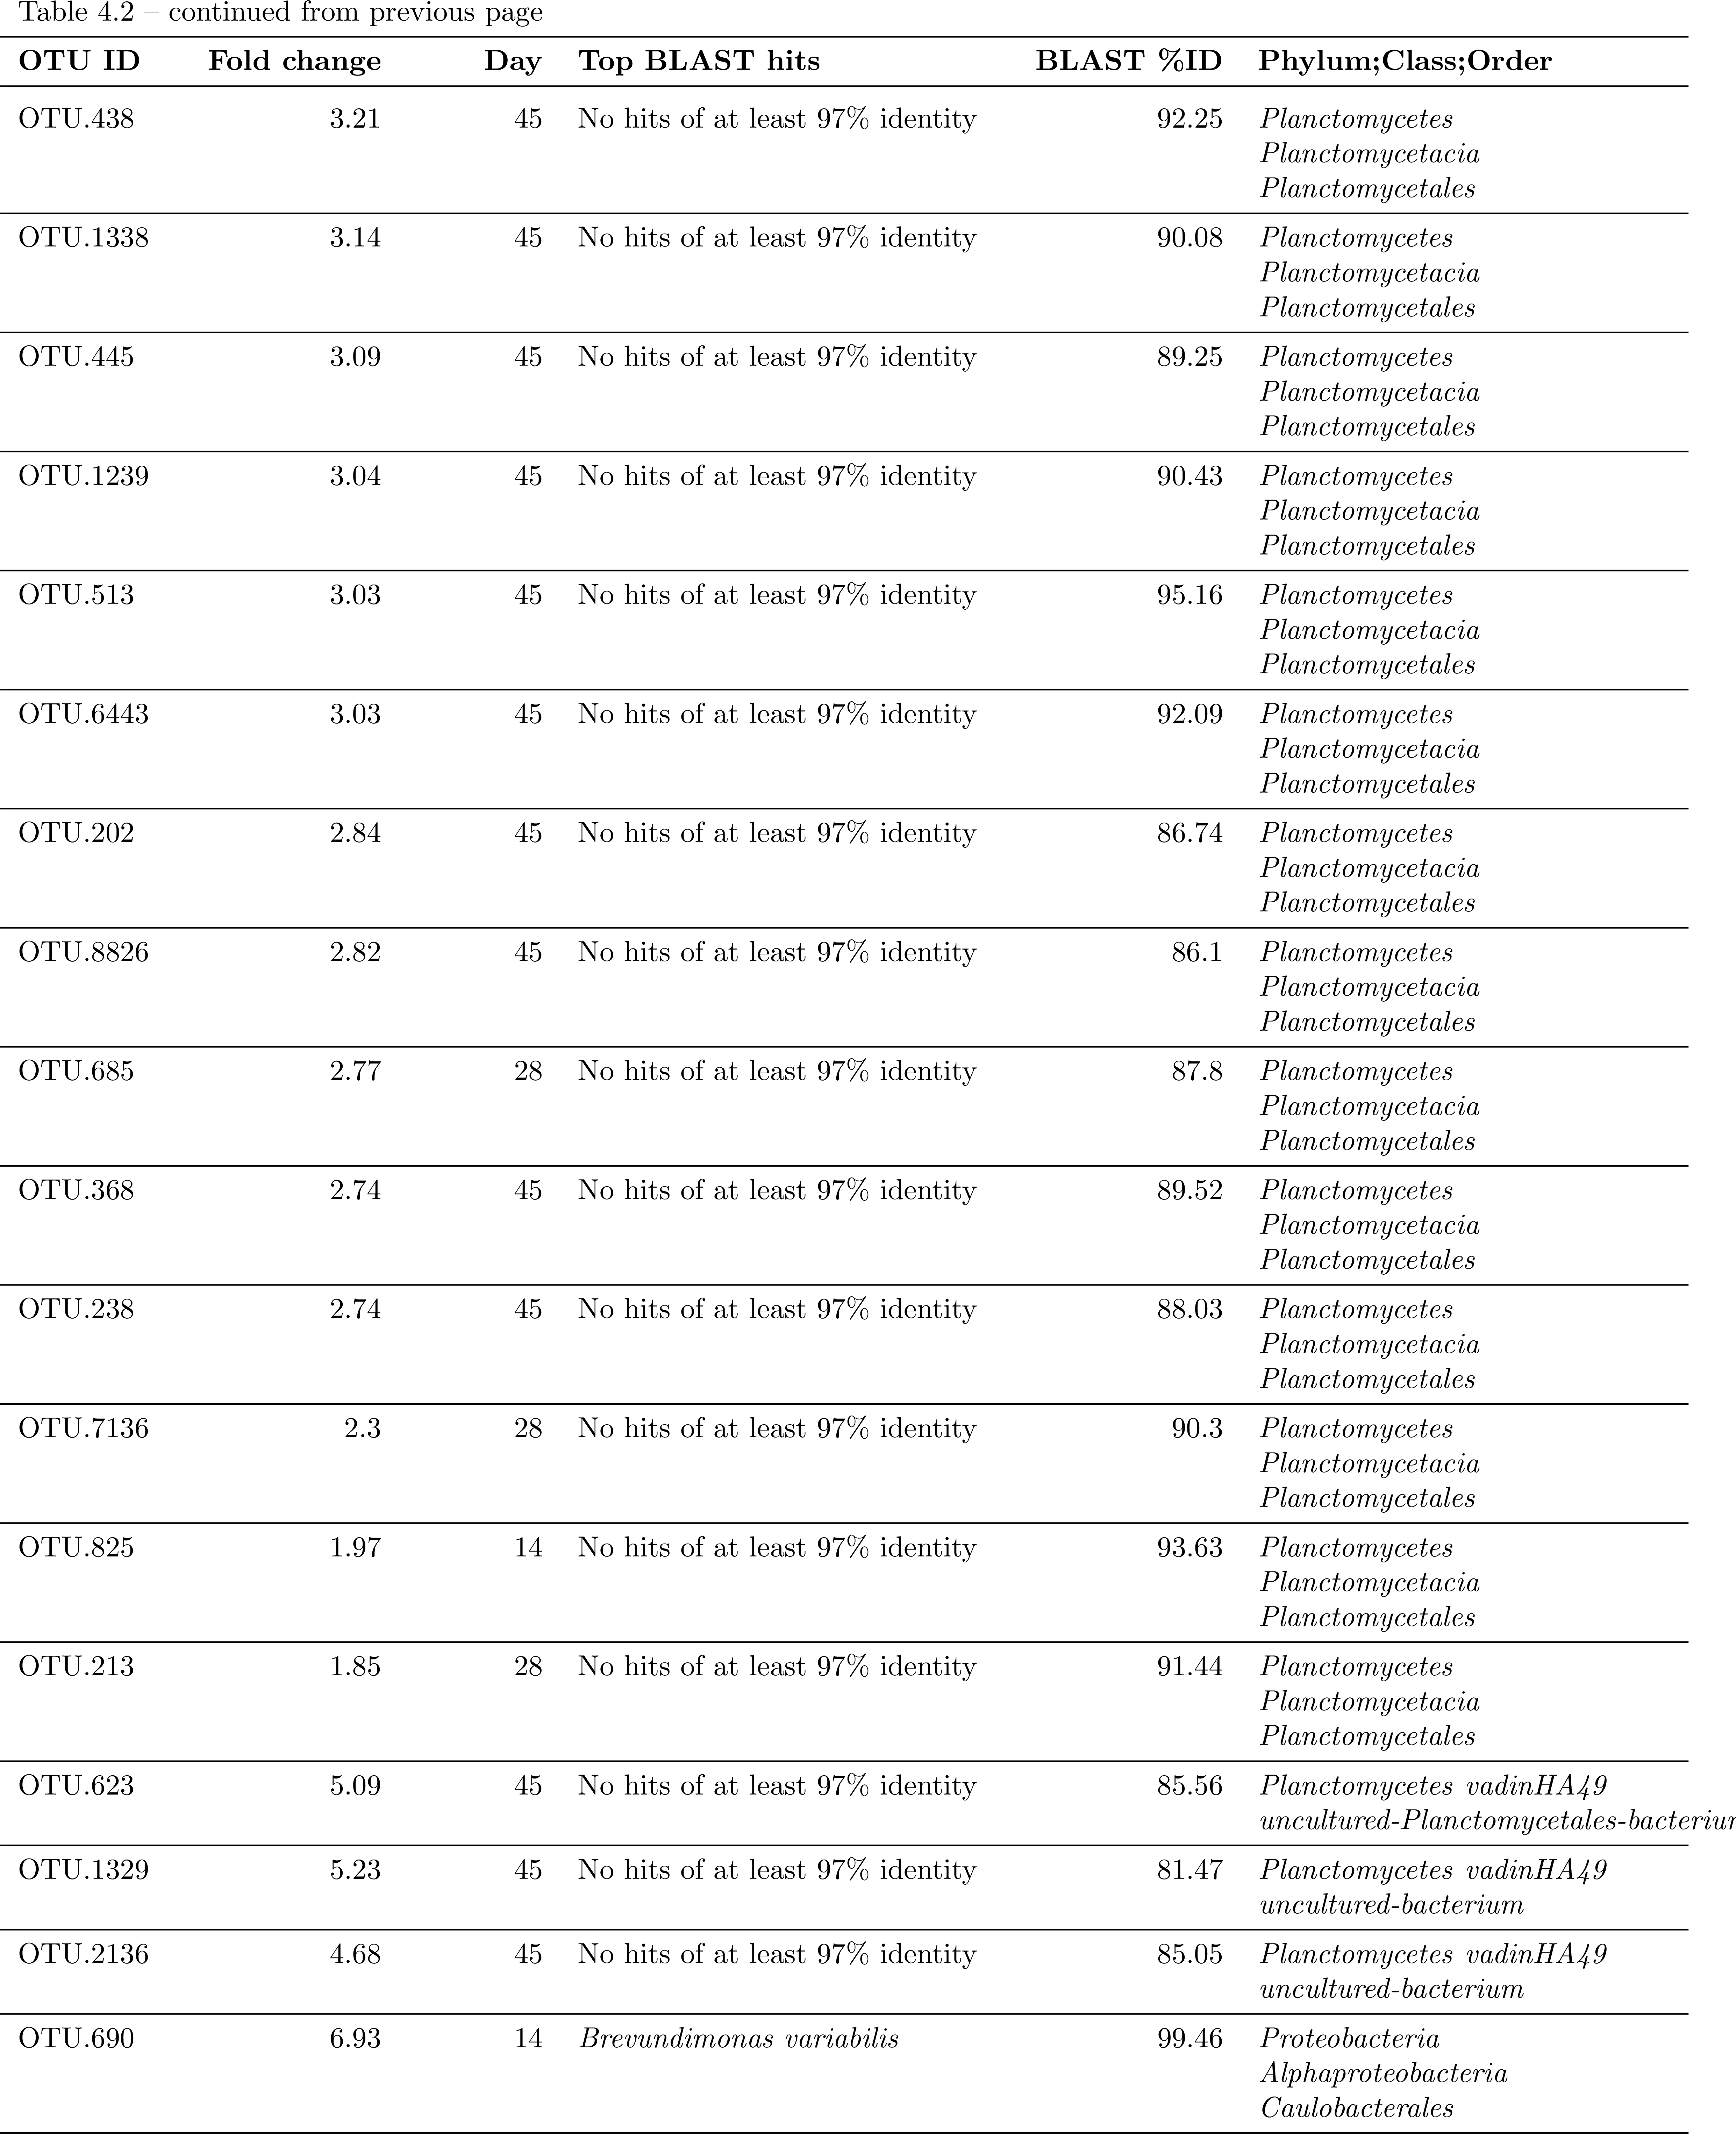 Table 4.2 – continued from previous page
OTU ID Fold change Day Top BLAST hits BLAST %ID Phylum;Class;Order
OTU.438 3.21 45 No hits of at least 97% identity 92.25 Planctomycetes
Planctomycetacia
Planctomycetales
OTU.1338 3.14 45 No hits of at least 97% identity 90.08 Planctomycetes
Planctomycetacia
Planctomycetales
OTU.445 3.09 45 No hits of at least 97% identity 89.25 Planctomycetes
Planctomycetacia
Planctomycetales
OTU.1239 3.04 45 No hits of at least 97% identity 90.43 Planctomycetes
Planctomycetacia
Planctomycetales
OTU.513 3.03 45 No hits of at least 97% identity 95.16 Planctomycetes
Planctomycetacia
Planctomycetales
OTU.6443 3.03 45 No hits of at least 97% identity 92.09 Planctomycetes
Planctomycetacia
Planctomycetales
OTU.202 2.84 45 No hits of at least 97% identity 86.74 Planctomycetes
Planctomycetacia
Planctomycetales
OTU.8826 2.82 45 No hits of at least 97% identity 86.1 Planctomycetes
Planctomycetacia
Planctomycetales
OTU.685 2.77 28 No hits of at least 97% identity 87.8 Planctomycetes
Planctomycetacia
Planctomycetales
OTU.368 2.74 45 No hits of at least 97% identity 89.52 Planctomycetes
Planctomycetacia
Planctomycetales
OTU.238 2.74 45 No hits of at least 97% identity 88.03 Planctomycetes
Planctomycetacia
Planctomycetales
OTU.7136 2.3 28 No hits of at least 97% identity 90.3 Planctomycetes
Planctomycetacia
Planctomycetales
OTU.825 1.97 14 No hits of at least 97% identity 93.63 Planctomycetes
Planctomycetacia
Planctomycetales
OTU.213 1.85 28 No hits of at least 97% identity 91.44 Planctomycetes
Planctomycetacia
Planctomycetales
OTU.623 5.09 45 No hits of at least 97% identity 85.56 Planctomycetes vadinHA49
uncultured-Planctomycetales-bacteriu
OTU.1329 5.23 45 No hits of at least 97% identity 81.47 Planctomycetes vadinHA49
uncultured-bacterium
OTU.2136 4.68 45 No hits of at least 97% identity 85.05 Planctomycetes vadinHA49
uncultured-bacterium
OTU.690 6.93 14 Brevundimonas variabilis 99.46 Proteobacteria
Alphaproteobacteria
Caulobacterales